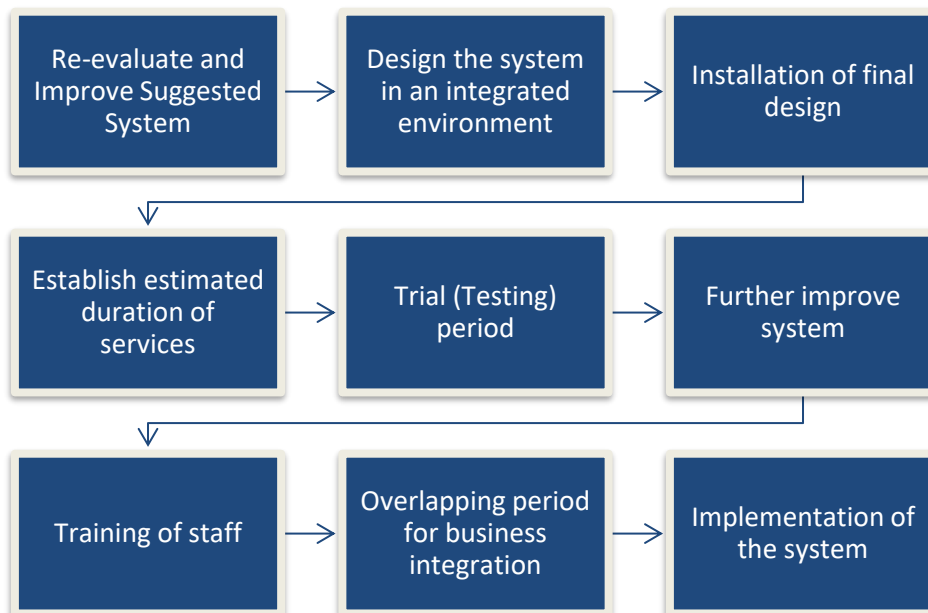 Re-evaluate and
Improve Suggested
System
Design the system
in an integrated
environment
Installation of final
design
Establish estimated
duration of
services
Trial (Testing)
period
Further improve
system
Training of staff
Overlapping period
for business
integration
Implementation of
the system